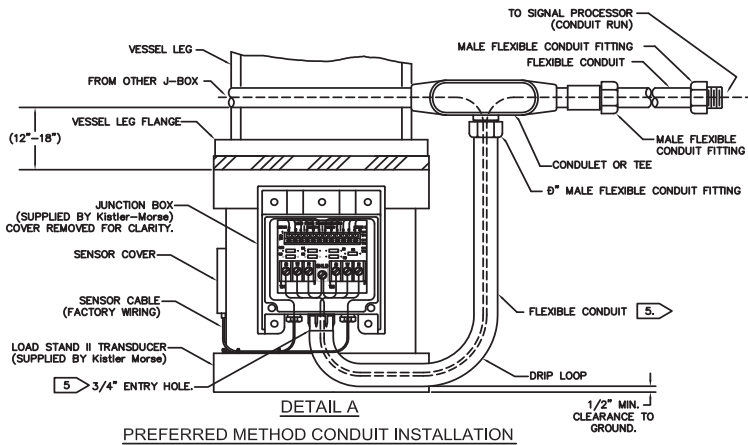 TO SIGNAL PROCESSOR
(CONDUIT RUN)
VESSEL LEG
MALE FLEXIBLE CONDUIT FITTING
FLEXIBLE CONDUIT
FROM OTHER J-BOX
(12"-18")
VESSEL LEG FLANGE
MALE FLEXIBLE
CONDUIT FITTING
CONDULET OR TEE
Đ" MALE FLEXIBLE CONDUIT FITTING
JUNCTION BOX
(SUPPLIED BY Kistler-Morse)
COVER REMOVED FOR CLARITY.
SENSOR COVER
SENSOR CABLE
(FACTORY WIRING)
FLEXIBLE CONDUIT 5.
LOAD STAND II TRANSDUCER
(SUPPLIED BY Kistler Morse)
5 3/4" ENTRY HOLE.
DRIP LOOP
1/2" MIN.
CLEARANCE TO
GROUND.
DETAIL A
PREFERRED METHOD CONDUIT INSTALLATION